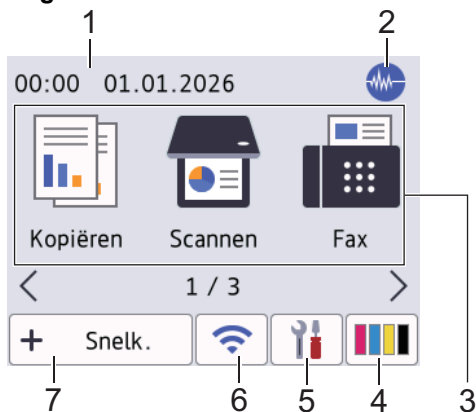 1 2
00:00 01.01.2026
Kopiëren Scannen Fax
< 1 / 3 >
+ Snelk.
7 6 5 4 3